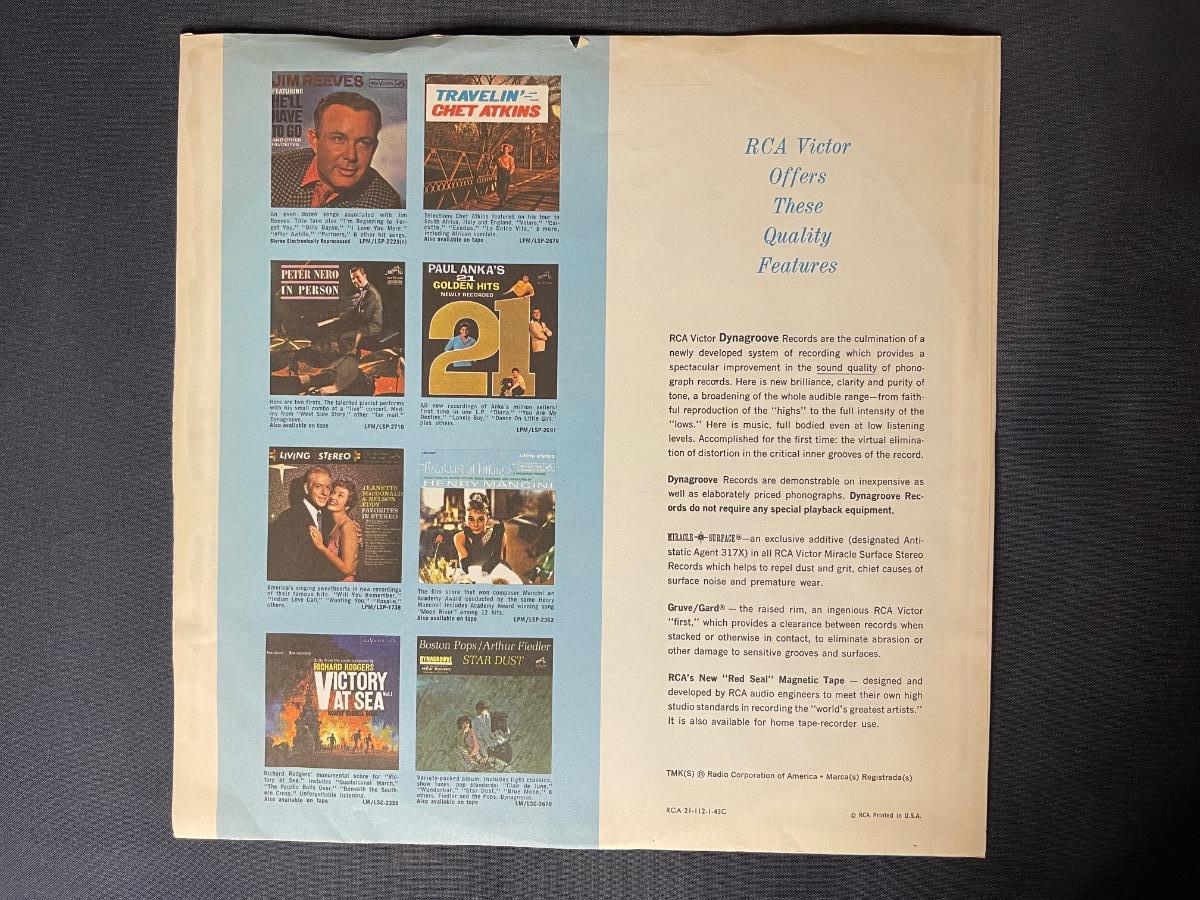 JIM REEVES
RCA VICTOR
FEATURING
HE'LL
HAVE
TO GO
AND OTHER
FAVORITES
An even dozen songs associated with Jim
Reeves. Title tune plus "I'm Beginning to For-
get You," "Billy Bayou," "I Love You More,"
"After Awhile," "Partners," 6 other hit songs.
Stereo Electronically Reprocessed LPM/LSP-2223(e)
TRAVELIN'
CHET ATKINS
Selections Chet Atkins featured on his tour to
South Africa, Italy and England. "Volare," "Cal-
cutta," "Exodus," "La Dolce Vita," 8 more,
including African specials.
Also available on tape LPM/LSP-2678
PETER NERO
IN PERSON
Here are two firsts. The talented pianist performs
with his small combo at a "live" concert. Med-
ley from "West Side Story," other "fan mail."
Dynagroove.
Also available on tape LPM/LSP-2710
PAUL ANKA'S
21
GOLDEN HITS
NEWLY RECORDED
21
All new recordings of Anka's million sellers!
First time in one L.P. "Diana," "You Are My
Destiny," "Lonely Boy," "Dance On Little Girl,"
plus others.
LPM/LSP-2691
LIVING STEREO
JEANETTE
MacDONALD
& NELSON
EDDY
FAVORITES
IN STEREO
America's singing sweethearts in new recordings
of their famous hits. "Will You Remember,"
"Indian Love Call," "Wanting You," "Rosalie,"
others. LPM/LSP-1738
LIVING STEREO
"Breakfast at Tiffany's"
HENRY MANCINI
The film score that won composer Mancini an
Academy Award conducted by the same Henry
Mancini! Includes Academy Award winning song
"Moon River" among 12 hits.
Also available on tape LPM/LSP-2362
RICHARD RODGERS'
VICTORY
AT SEA Vol.1
Richard Rodgers' monumental score for "Vic-
tory at Sea." Includes "Guadalcanal March,"
"The Pacific Boils Over," "Beneath the South-
ern Cross." Unforgettable listening.
Also available on tape LM/LSC-2335
Boston Pops/Arthur Fiedler
DYNAGROOVE
STAR DUST
Variety-packed album. Includes light classics,
show tunes, pop standards: "Clair de lune,"
"Wunderbar," "Star Dust," "Blue Moon," 8
others. Fiedler and the Pops. Dynagroove.
Also available on tape LM/LSC-2670
RCA Victor
Offers
These
Quality
Features
RCA Victor Dynagroove Records are the culmination of a
newly developed system of recording which provides a
spectacular improvement in the sound quality of phono-
graph records. Here is new brilliance, clarity and purity of
tone, a broadening of the whole audible range—from faith-
ful reproduction of the "highs" to the full intensity of the
"lows." Here is music, full bodied even at low listening
levels. Accomplished for the first time: the virtual elimina-
tion of distortion in the critical inner grooves of the record.
Dynagroove Records are demonstrable on inexpensive as
well as elaborately priced phonographs. Dynagroove Rec-
ords do not require any special playback equipment.
MIRACLE SURFACE®—an exclusive additive (designated Anti-
static Agent 317X) in all RCA Victor Miracle Surface Stereo
Records which helps to repel dust and grit, chief causes of
surface noise and premature wear.
Gruve/Gard® — the raised rim, an ingenious RCA Victor
"first," which provides a clearance between records when
stacked or otherwise in contact, to eliminate abrasion or
other damage to sensitive grooves and surfaces.
RCA's New "Red Seal" Magnetic Tape — designed and
developed by RCA audio engineers to meet their own high
studio standards in recording the "world's greatest artists."
It is also available for home tape-recorder use.
TMK(S) ® Radio Corporation of America • Marca(s) Registrada(s)
RCA 21-112-1-43C
© RCA Printed in U.S.A.